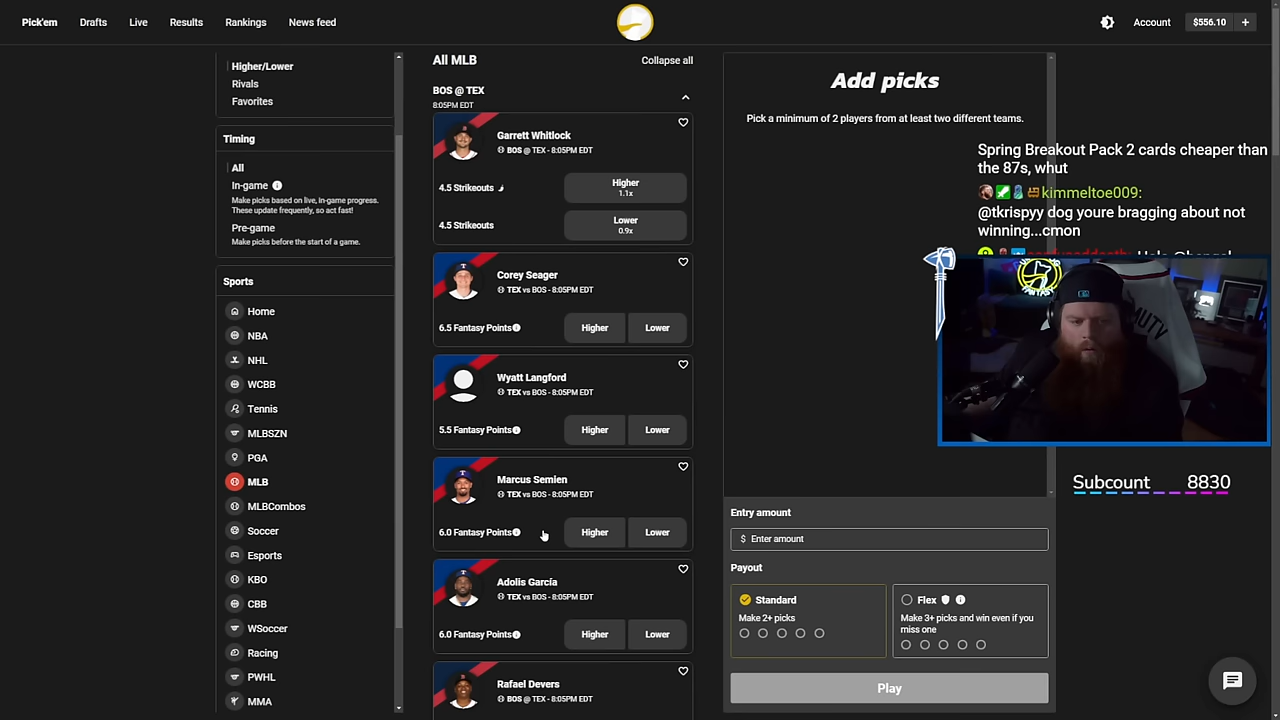 Pick'em
Drafts
Live
Results
Rankings
News feed
Account
$556.10
+
Higher/Lower
Rivals
Favorites
Timing
All
In-game
Make picks based on live, in-game progress.
These update frequently, so act fast!
Pre-game
Make picks before the start of a game.
Sports
Home
NBA
NHL
WCBB
Tennis
MLBSZN
PGA
MLB
MLBCombos
Soccer
Esports
KBO
CBB
WSoccer
Racing
PWHL
MMA
All MLB
Collapse all
BOS @ TEX
8:05PM EDT
Garrett Whitlock
BOS @ TEX - 8:05PM EDT
4.5 Strikeouts
Higher
1.1x
4.5 Strikeouts
Lower
0.9x
Corey Seager
TEX vs BOS - 8:05PM EDT
6.5 Fantasy Points
Higher
Lower
Wyatt Langford
TEX vs BOS - 8:05PM EDT
5.5 Fantasy Points
Higher
Lower
Marcus Semien
TEX vs BOS - 8:05PM EDT
6.0 Fantasy Points
Higher
Lower
Adolis García
TEX vs BOS - 8:05PM EDT
6.0 Fantasy Points
Higher
Lower
Rafael Devers
BOS @ TEX - 8:05PM EDT
Add picks
Pick a minimum of 2 players from at least two different teams.
Entry amount
$ Enter amount
Payout
Standard
Make 2+ picks
Flex
Make 3+ picks and win even if you
miss one
Play
Spring Breakout Pack 2 cards cheaper than
the 87s, whut
kimmeltoe009:
@tkrispyy dog youre bragging about not
winning...cmon
Subcount 8830